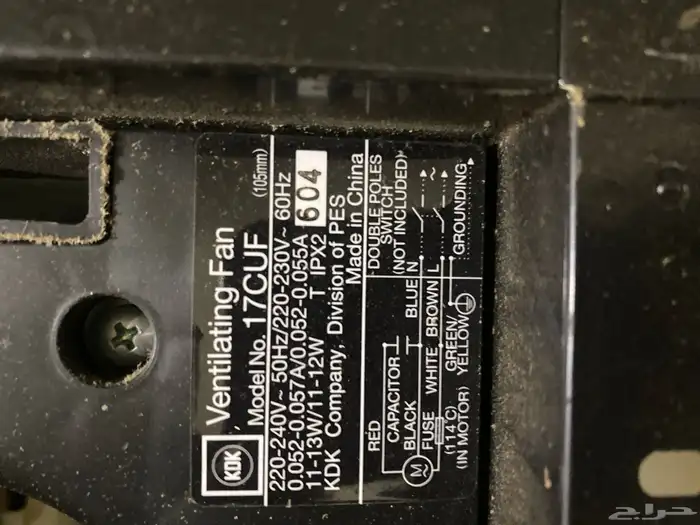 KDK
Ventilating Fan
Model No. 17CUF (105mm)
220-240V~ 50Hz/220-230V~ 60Hz
0.052-0.057A/0.052-0.055A
11-13W/11-12W T IPX2
604
KDK Company, Division of PES
Made in China
DOUBLE POLES
SWITCH
(NOT INCLUDED)
~
BLUE N
BROWN L
GROUNDING
RED
CAPACITOR
BLACK
FUSE
WHITE
(114°C)
(IN MOTOR)
GREEN/
YELLOW
M
~
حراج